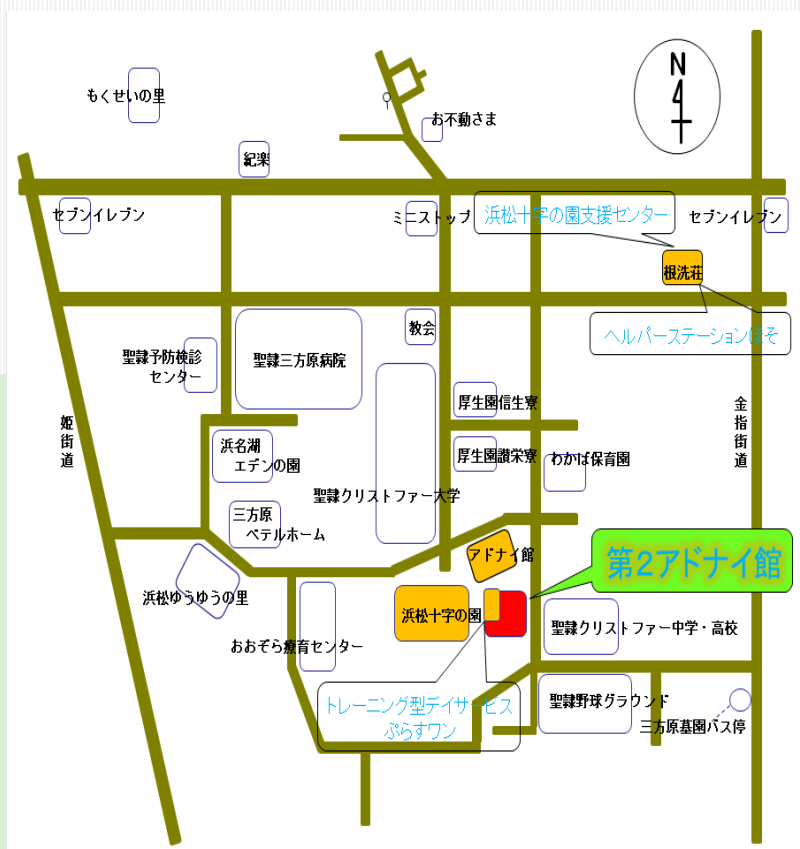 N
もくせいの里
お不動さま
紀楽
セブンイレブン
ミニストップ
浜松十字の園支援センター
セブンイレブン
根洗荘
ヘルパーステーションほそ
教会
聖隷予防検診
センター
聖隷三方原病院
厚生園信生寮
姫街道
金指街道
浜名湖
エデンの園
厚生園讃栄寮
わかば保育園
聖隷クリストファー大学
三方原
ベテルホーム
アドナイ館
第2アドナイ館
浜松ゆうゆうの里
浜松十字の園
聖隷クリストファー中学・高校
おおぞら療育センター
トレーニング型デイサービス
ぷらすワン
聖隷野球グラウンド
三方原墓園バス停